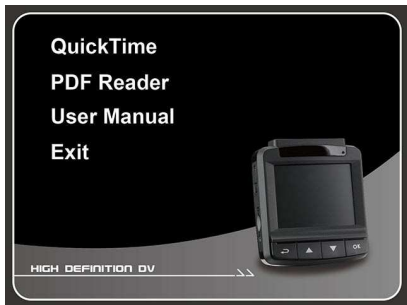 QuickTime
PDF Reader
User Manual
Exit
OK
HIGH DEFINITION DV